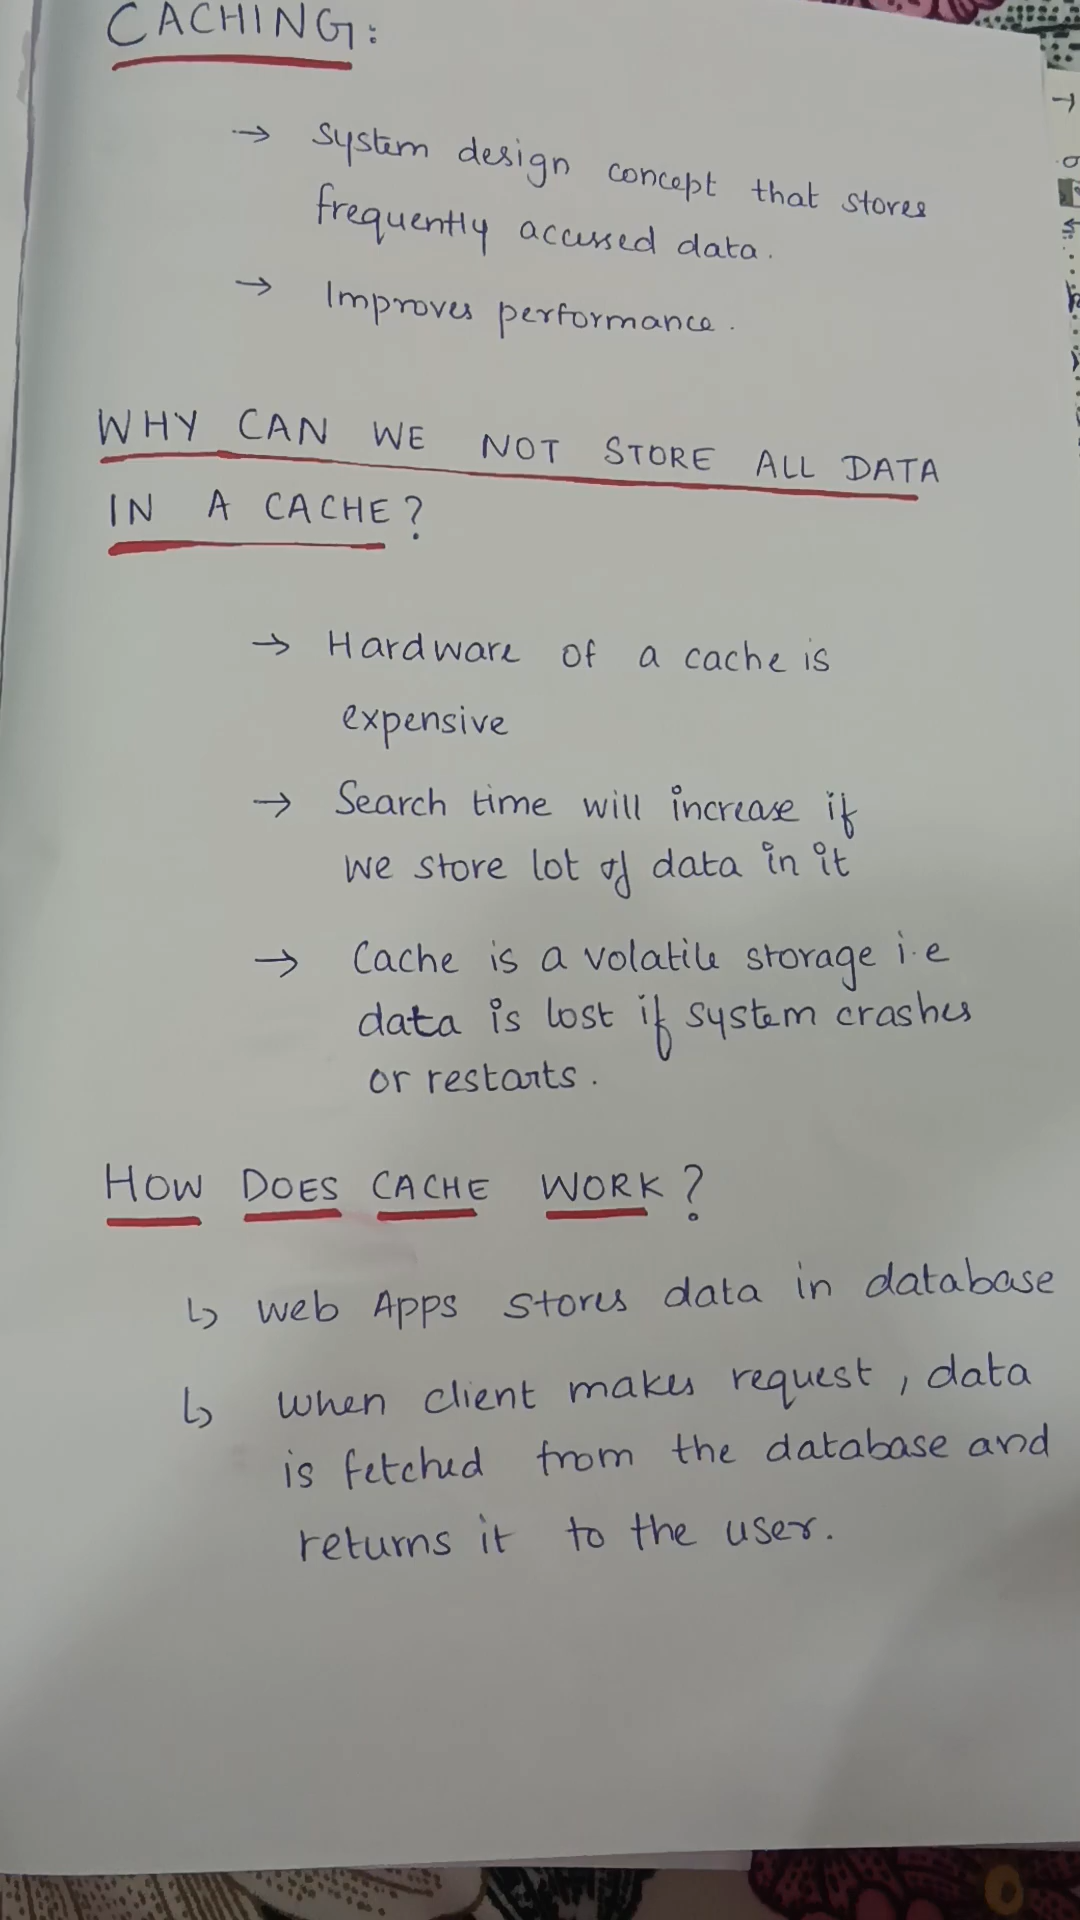 CACHING:
→ System design concept that stores
frequently accussed data.
→ Improves performance.
WHY CAN WE NOT STORE ALL DATA
IN A CACHE?
→ Hardware of a cache is
expensive
→ Search time will increase if
we store lot of data in it
→ Cache is a volatile storage i.e
data is lost if system crashes
or restarts.
HOW DOES CACHE WORK?
↳ web Apps stores data in database
↳ when client makes request, data
is fetched from the database and
returns it to the user.